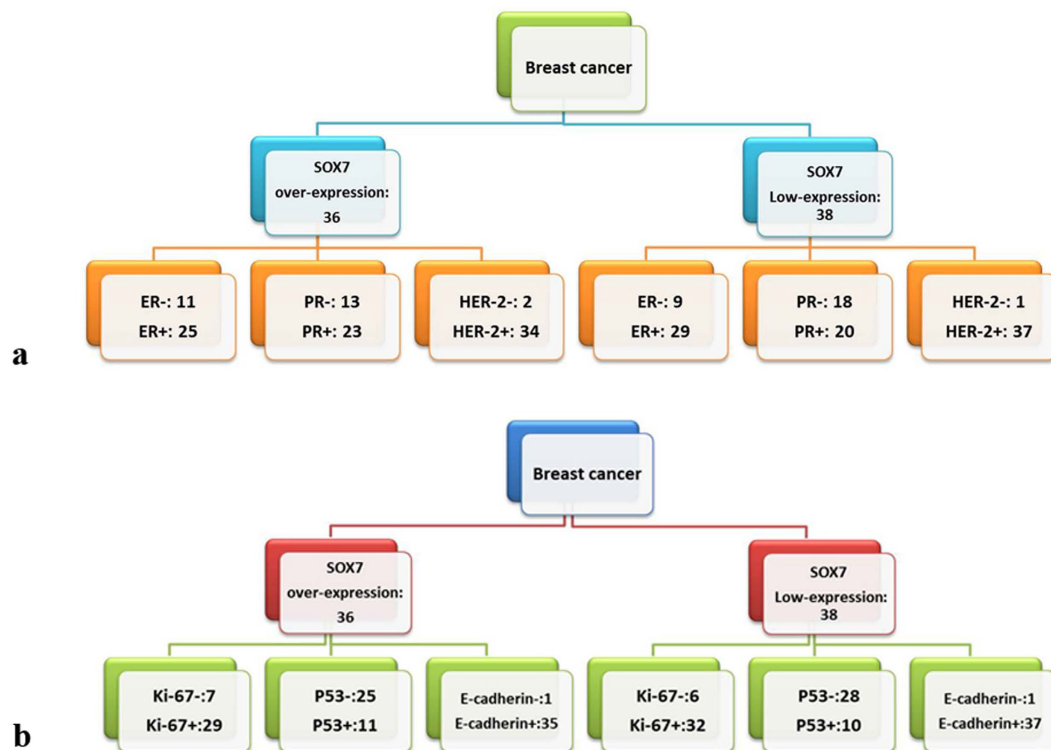 Breast cancer
SOX7
over-expression:
36
SOX7
Low-expression:
38
ER-: 11
ER+: 25
PR-: 13
PR+: 23
HER-2-: 2
HER-2+: 34
ER-: 9
ER+: 29
PR-: 18
PR+: 20
HER-2-: 1
HER-2+: 37
a
Breast cancer
SOX7
over-expression:
36
SOX7
Low-expression:
38
Ki-67-:7
Ki-67+:29
P53-:25
P53+:11
E-cadherin-:1
E-cadherin+:35
Ki-67-:6
Ki-67+:32
P53-:28
P53+:10
E-cadherin-:1
E-cadherin+:37
b